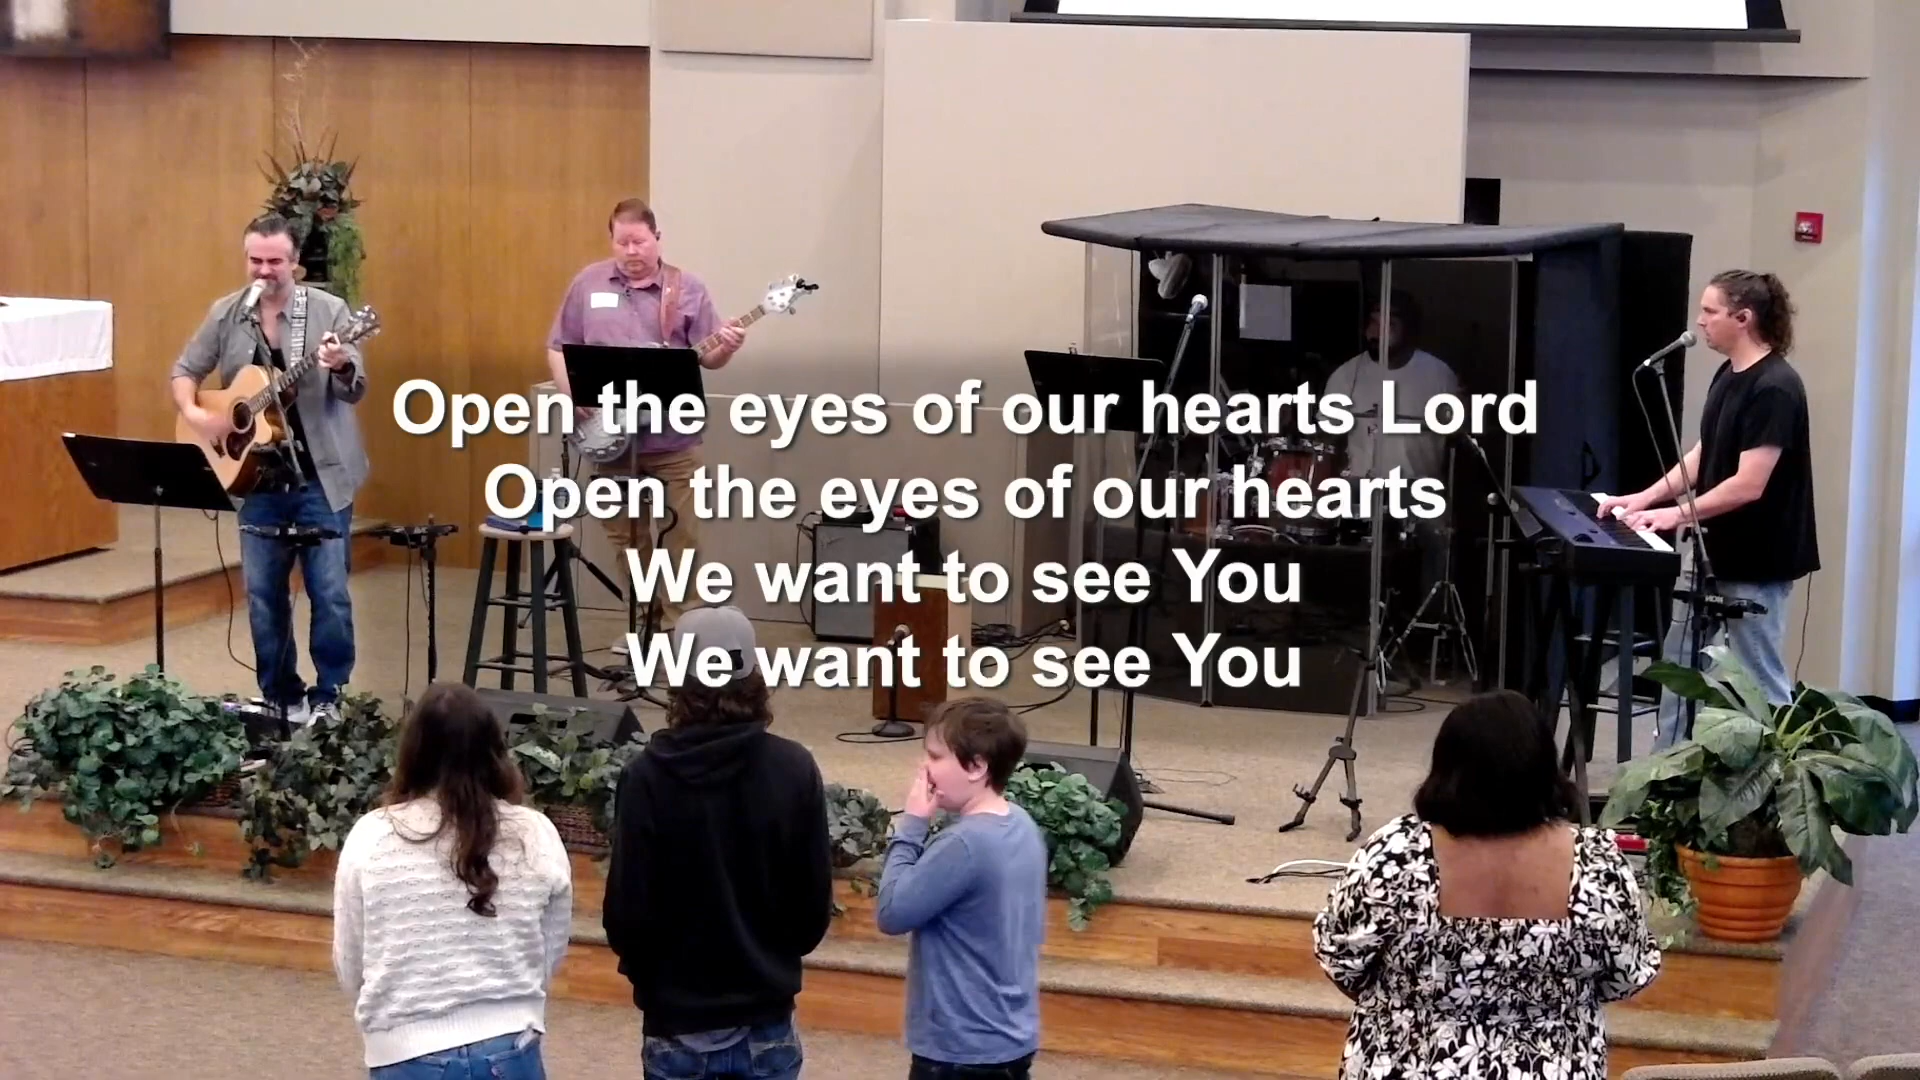 Open the eyes of our hearts Lord
Open the eyes of our hearts
We want to see You
We want to see You